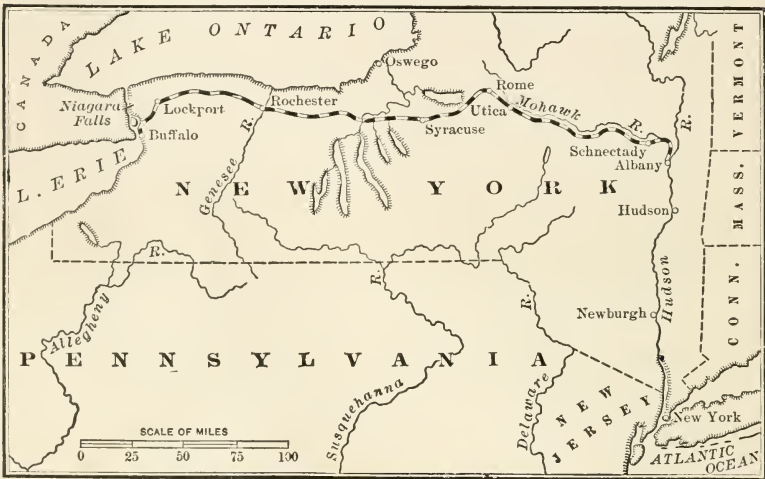 CANADA
LAKE ONTARIO
Oswego
Niagara
Falls
Lockport
Rochester
Rome
Mohawk
R.
Utica
Syracuse
Buffalo
Schnectady
Albany
R.
VERMONT
L. ERIE
Genesee
R.
NEW YORK
Hudson
MASS.
R.
R.
R.
Newburgh
Hudson
CONN.
Allegheny
PENNSYLVANIA
Susquehanna
Delaware
NEW
JERSEY
New York
SCALE OF MILES
0 25 50 75 100
ATLANTIC
OCEAN